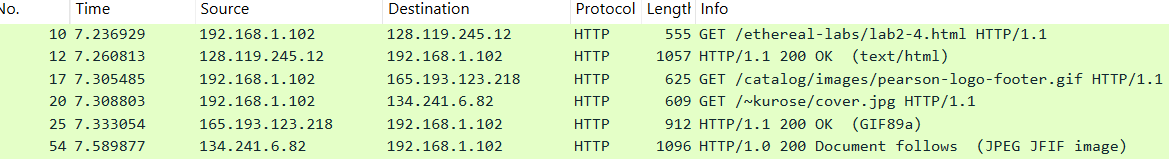 No. Time Source Destination Protocol Length Info
10 7.236929 192.168.1.102 128.119.245.12 HTTP 555 GET /ethereal-labs/lab2-4.html HTTP/1.1
12 7.260813 128.119.245.12 192.168.1.102 HTTP 1057 HTTP/1.1 200 OK (text/html)
17 7.305485 192.168.1.102 165.193.123.218 HTTP 625 GET /catalog/images/pearson-logo-footer.gif HTTP/1.1
20 7.308803 192.168.1.102 134.241.6.82 HTTP 609 GET /~kurose/cover.jpg HTTP/1.1
25 7.333054 165.193.123.218 192.168.1.102 HTTP 912 HTTP/1.1 200 OK (GIF89a)
54 7.589877 134.241.6.82 192.168.1.102 HTTP 1096 HTTP/1.0 200 Document follows (JPEG JFIF image)